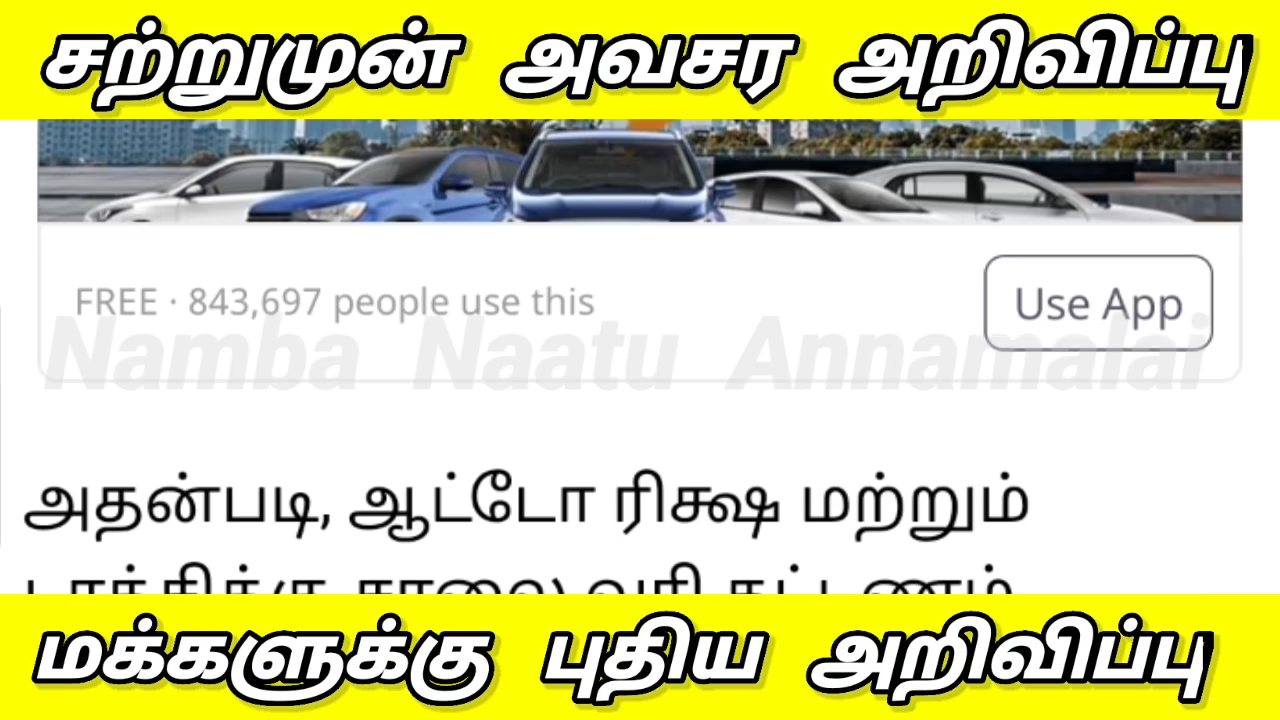 சற்றுமுன் அவசர அறிவிப்பு
FREE · 843,697 people use this
Use App
Namba Naatu Annamalai
அதன்படி, ஆட்டோ ரிக்ஷ மற்றும்
மக்களுக்கு புதிய அறிவிப்பு